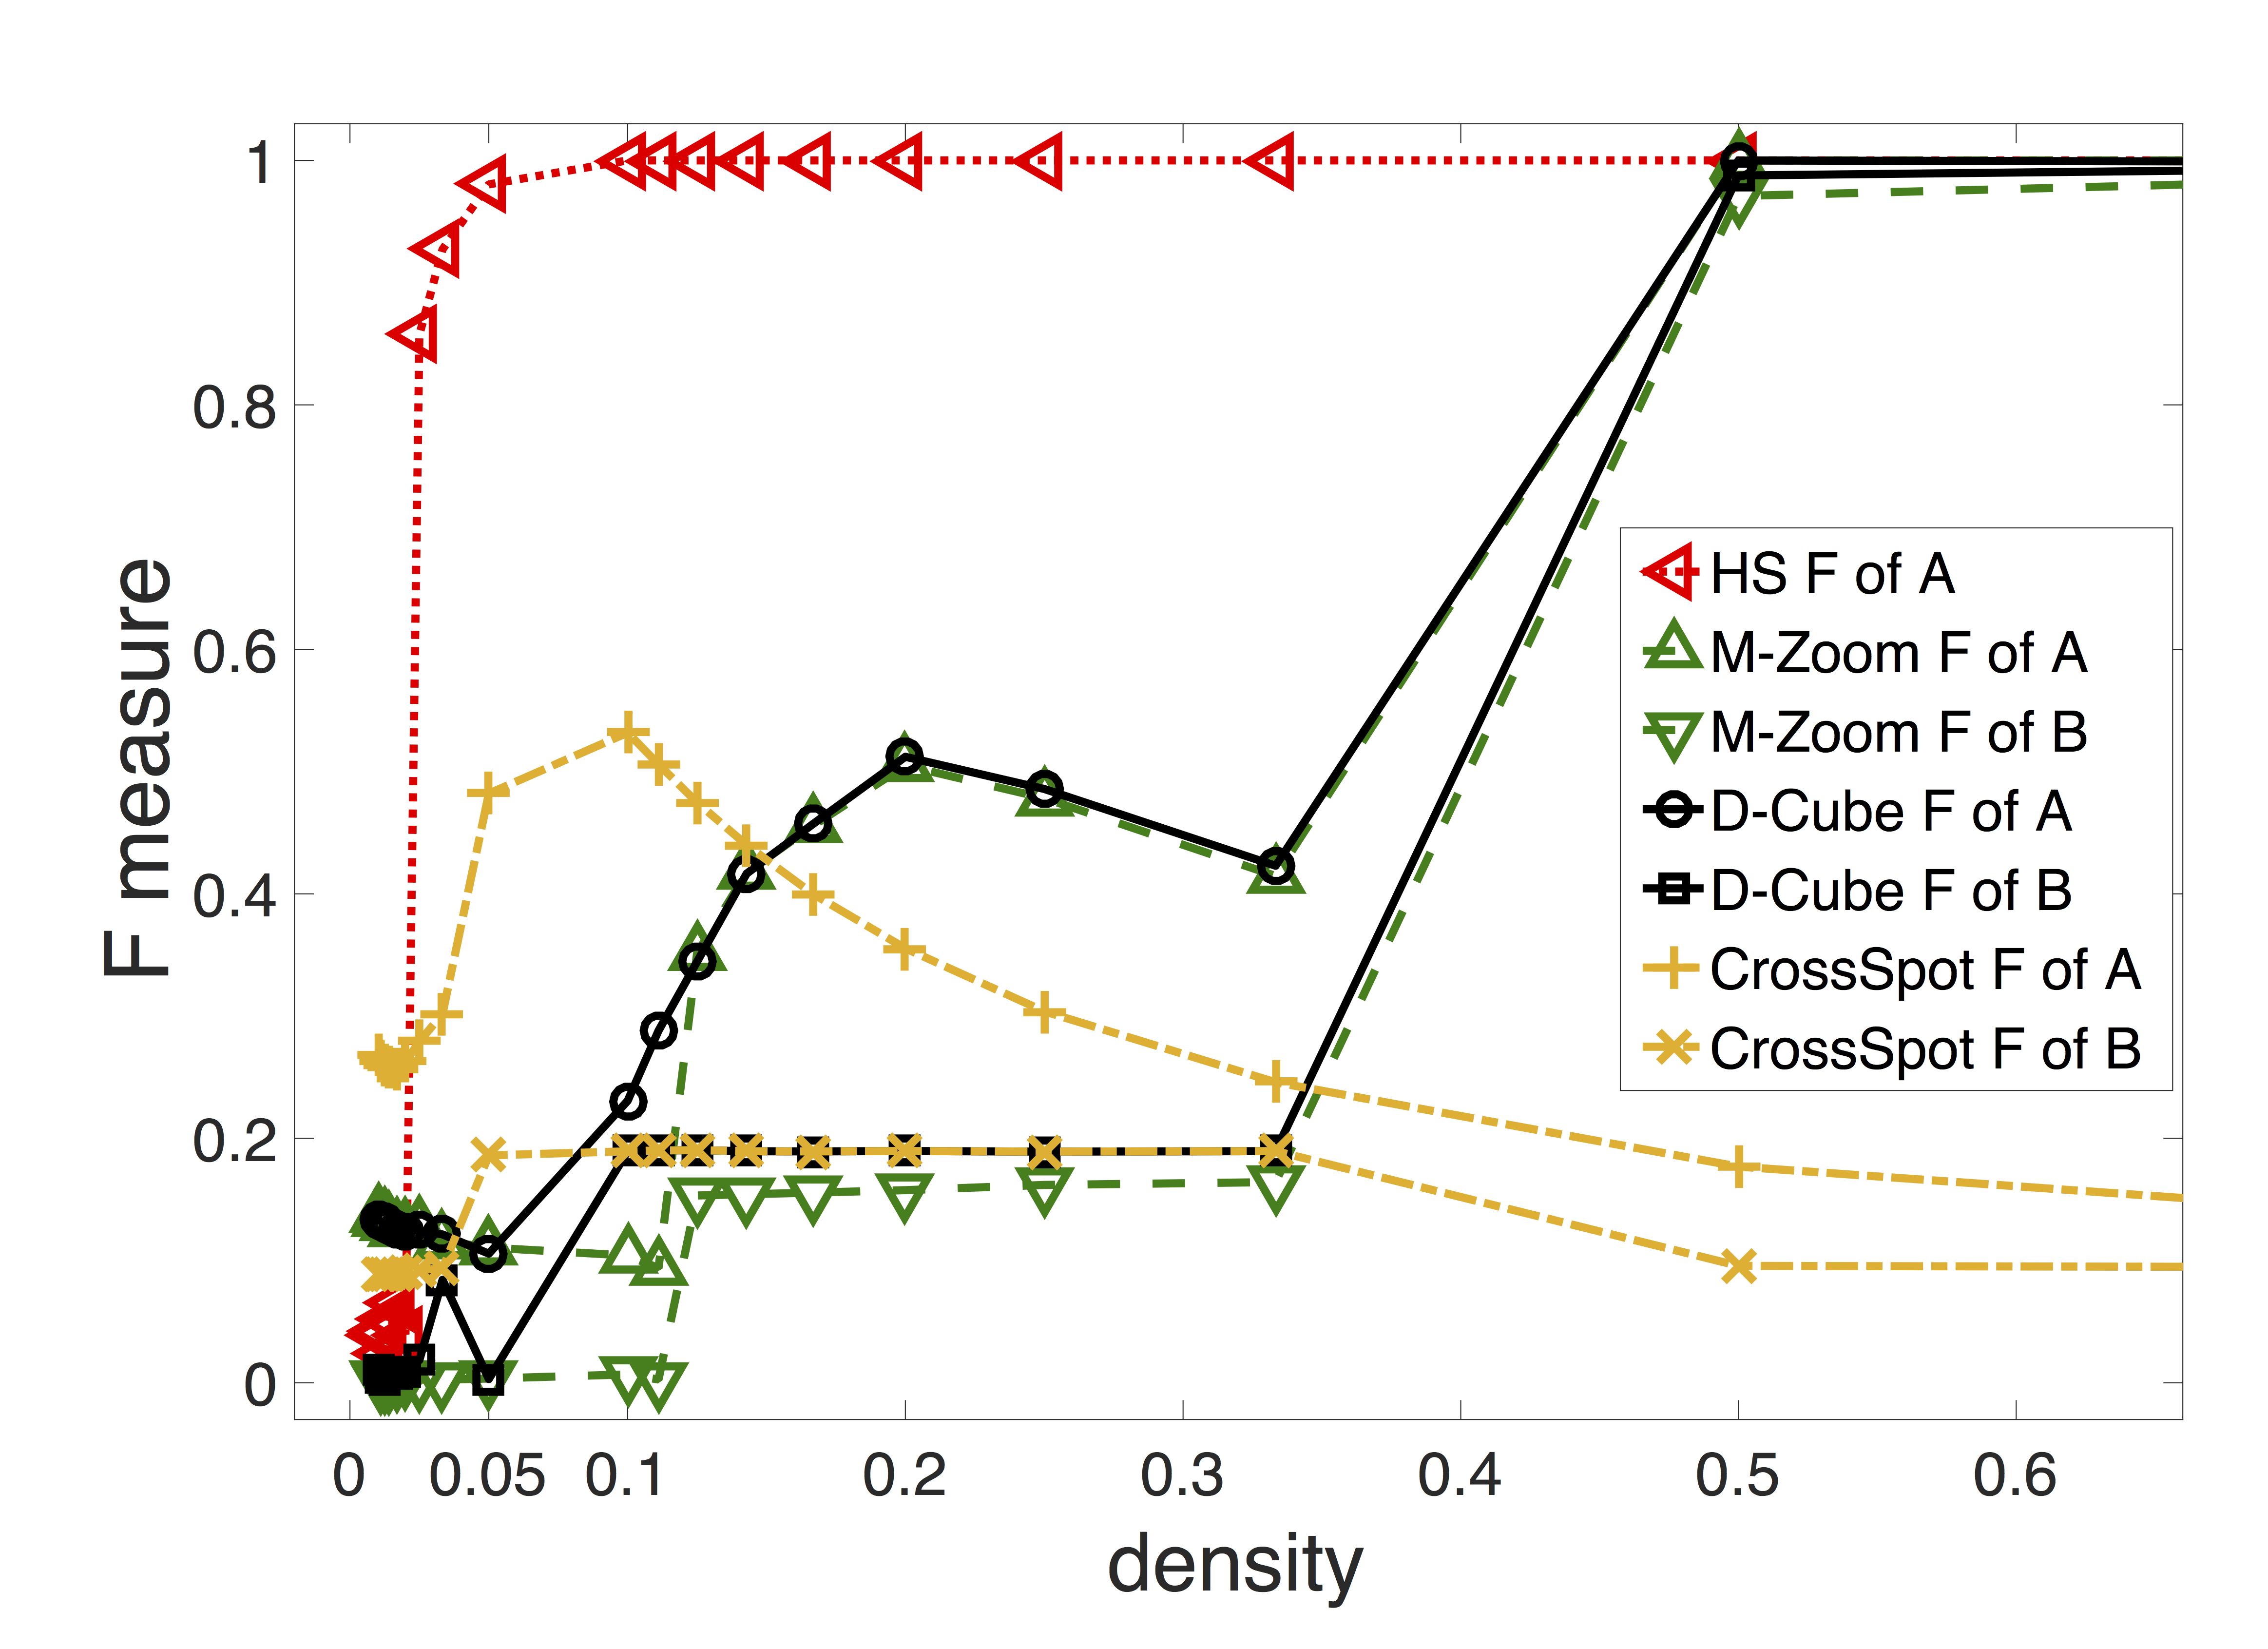 F measure
1
0.8
0.6
0.4
0.2
0
0 0.05 0.1 0.2 0.3 0.4 0.5 0.6
density
HS F of A
M-Zoom F of A
M-Zoom F of B
D-Cube F of A
D-Cube F of B
CrossSpot F of A
CrossSpot F of B